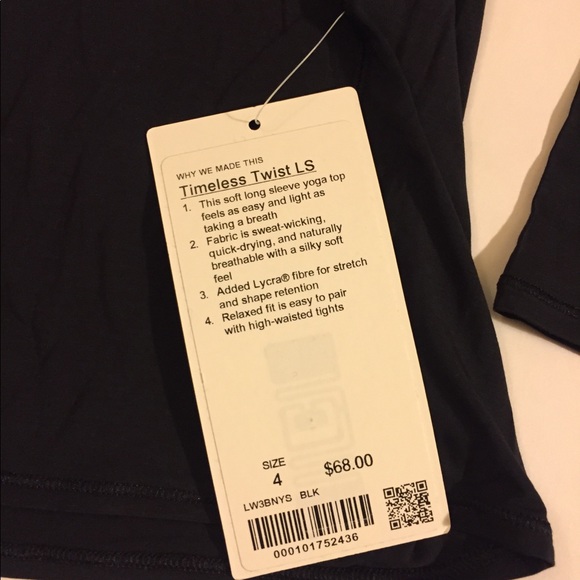 WHY WE MADE THIS
Timeless Twist LS
1. This soft long sleeve yoga top
feels as easy and light as
taking a breath
2. Fabric is sweat-wicking,
quick-drying, and naturally
breathable with a silky soft
feel
3. Added Lycra® fibre for stretch
and shape retention
4. Relaxed fit is easy to pair
with high-waisted tights
SIZE
4
$68.00
LW3BNYS BLK
000101752436